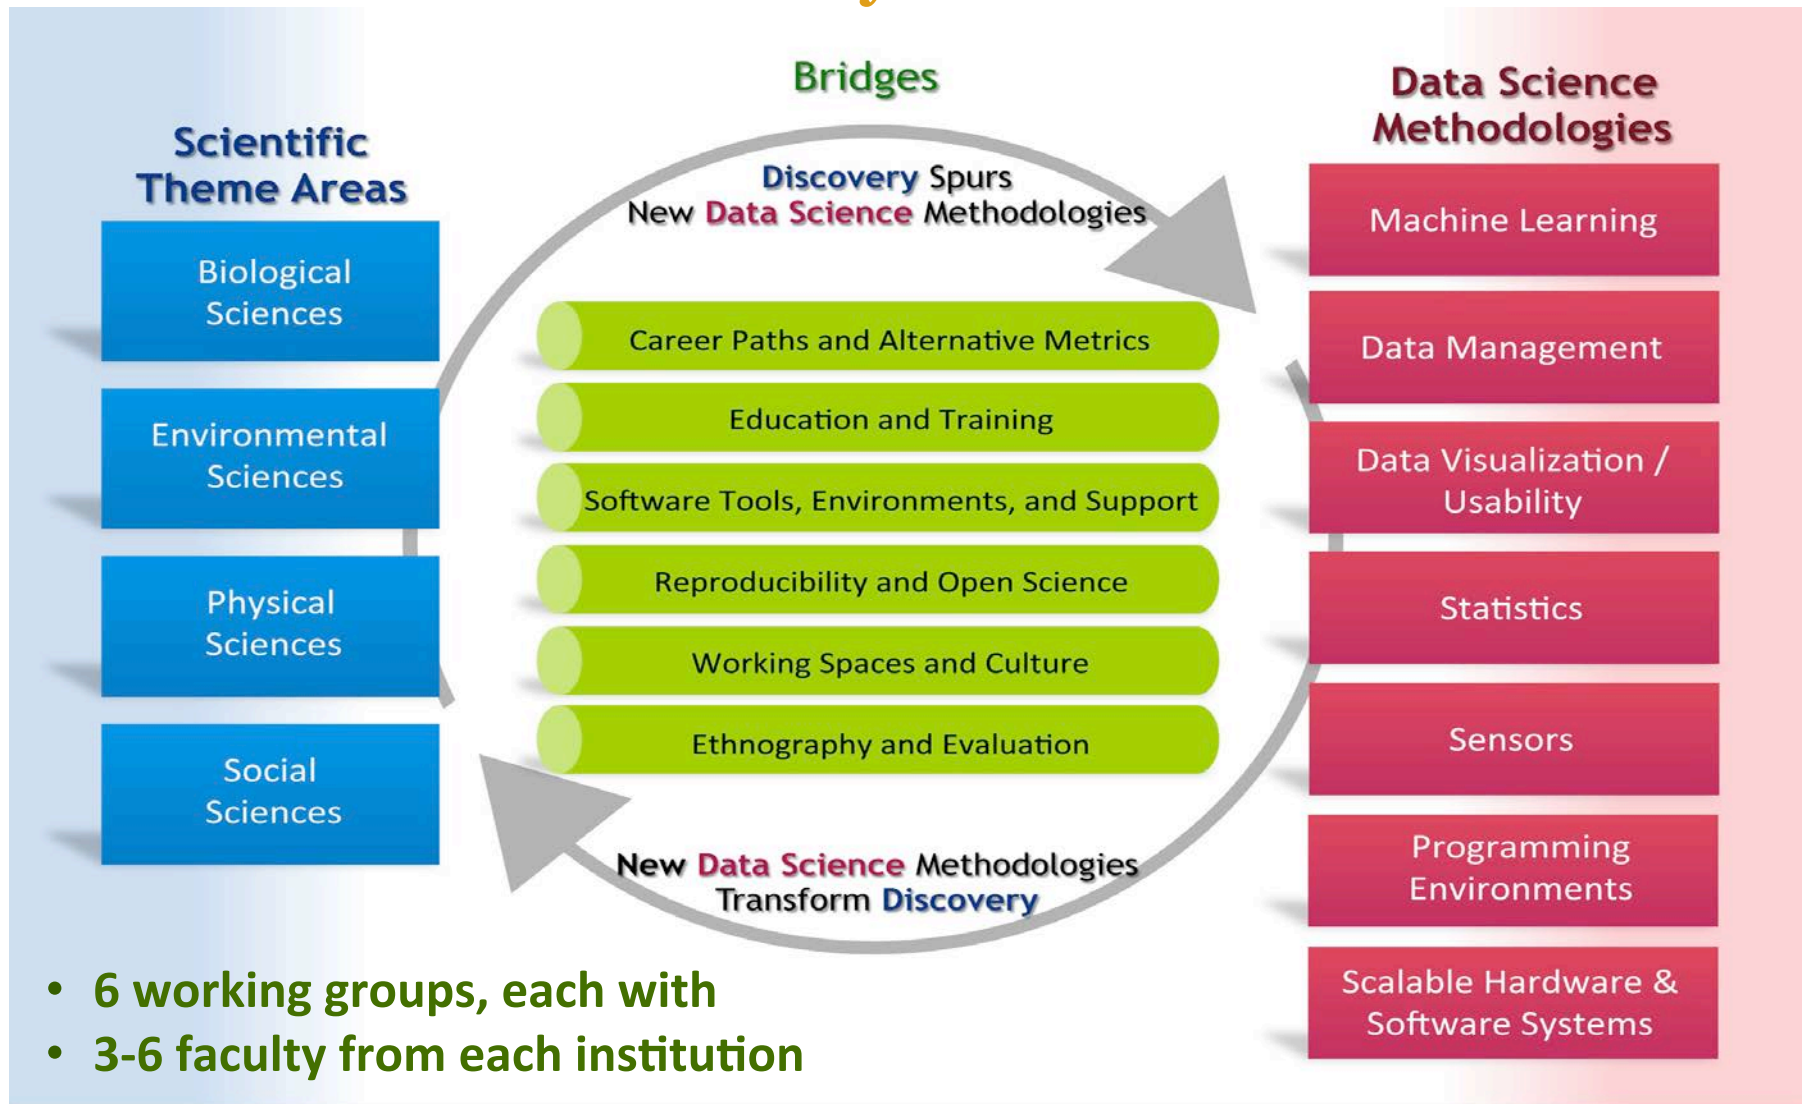 Bridges
Scientific
Theme Areas
Biological
Sciences
Environmental
Sciences
Physical
Sciences
Social
Sciences
Discovery Spurs
New Data Science Methodologies
Career Paths and Alternative Metrics
Education and Training
Software Tools, Environments, and Support
Reproducibility and Open Science
Working Spaces and Culture
Ethnography and Evaluation
New Data Science Methodologies
Transform Discovery
Data Science
Methodologies
Machine Learning
Data Management
Data Visualization /
Usability
Statistics
Sensors
Programming
Environments
Scalable Hardware &
Software Systems
• 6 working groups, each with
• 3-6 faculty from each institution